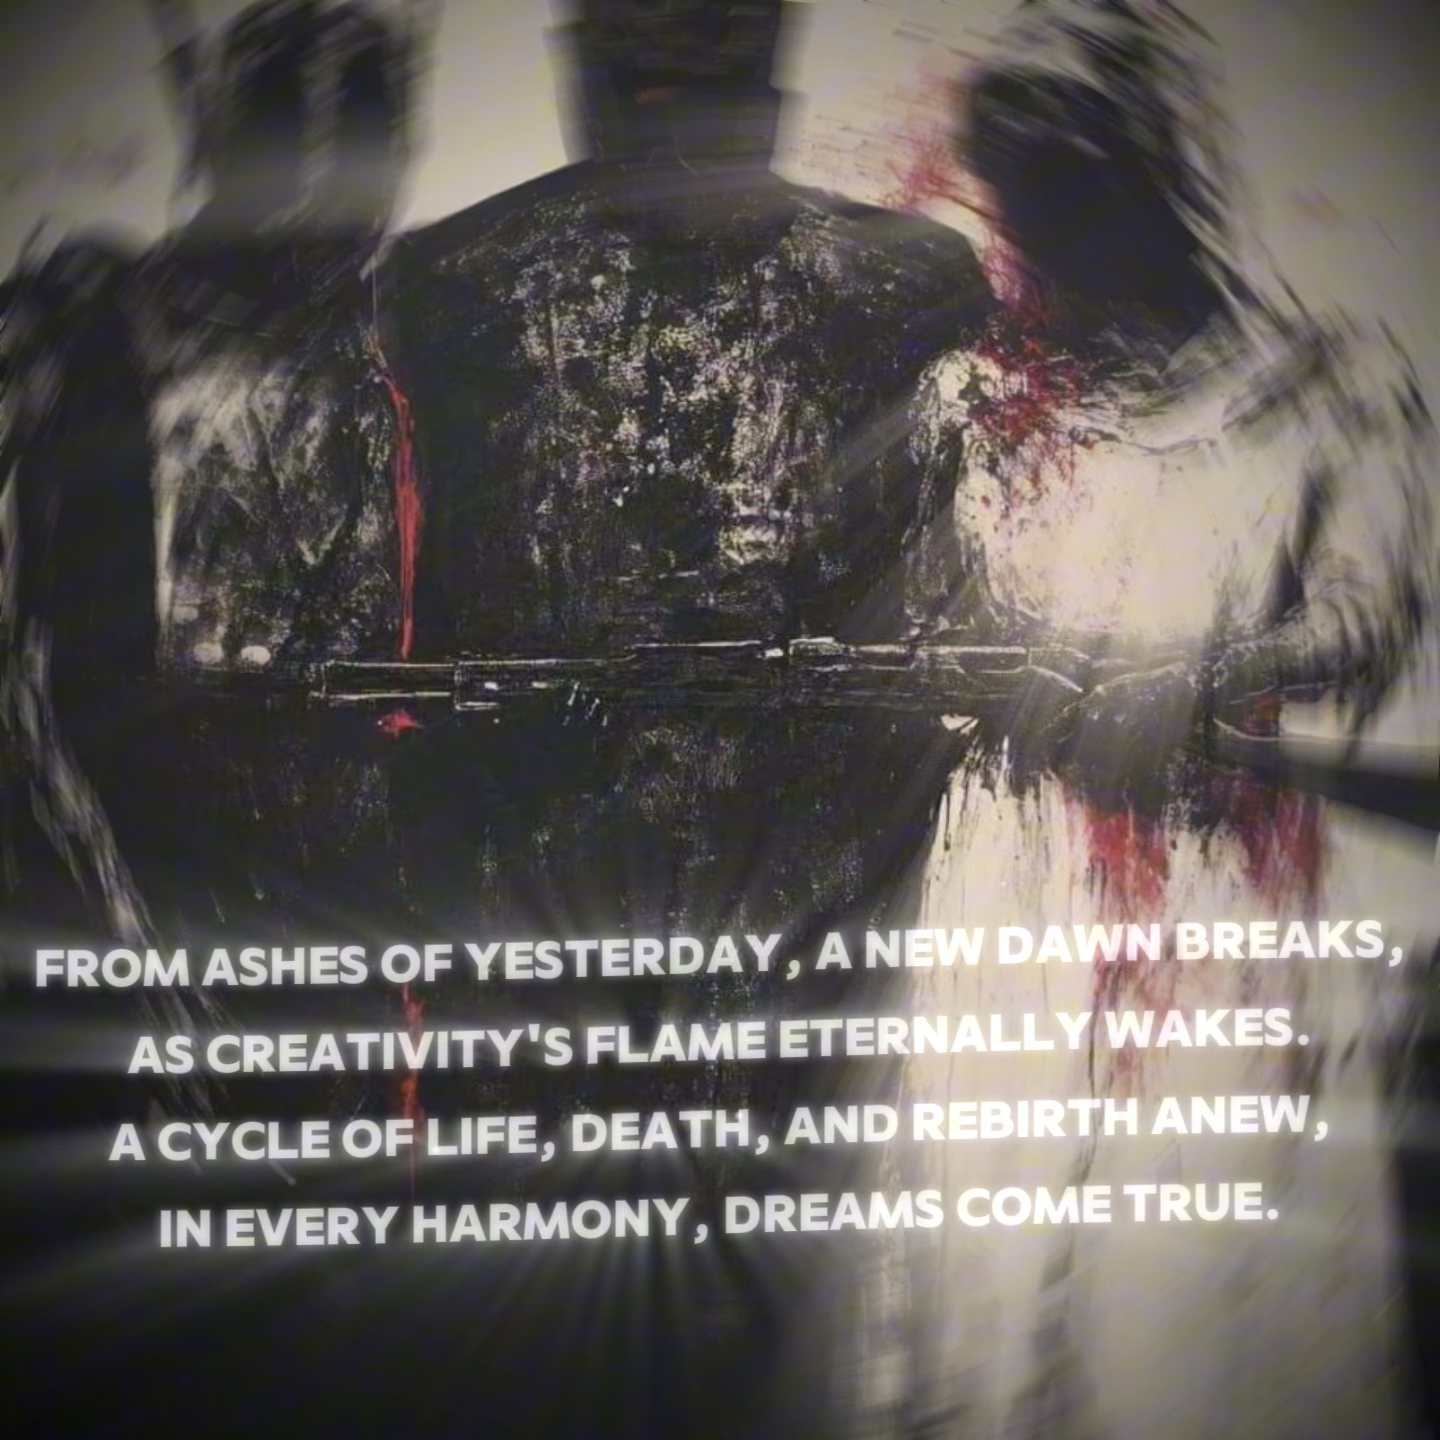 FROM ASHES OF YESTERDAY, A NEW DAWN BREAKS,
AS CREATIVITY'S FLAME ETERNALLY WAKES.
A CYCLE OF LIFE, DEATH, AND REBIRTH ANEW,
IN EVERY HARMONY, DREAMS COME TRUE.